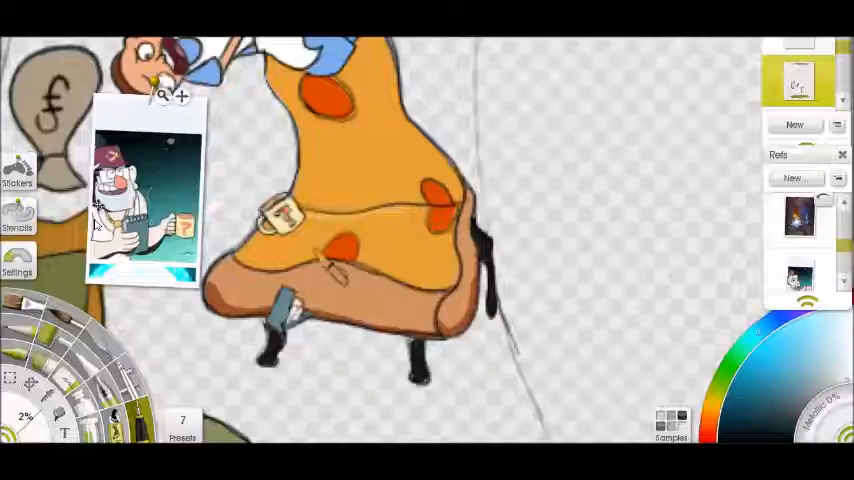 Stickers
Stencils
Settings
2%
T
7
Presets
?
New
Refs
New...
Samples
Metallic 0%